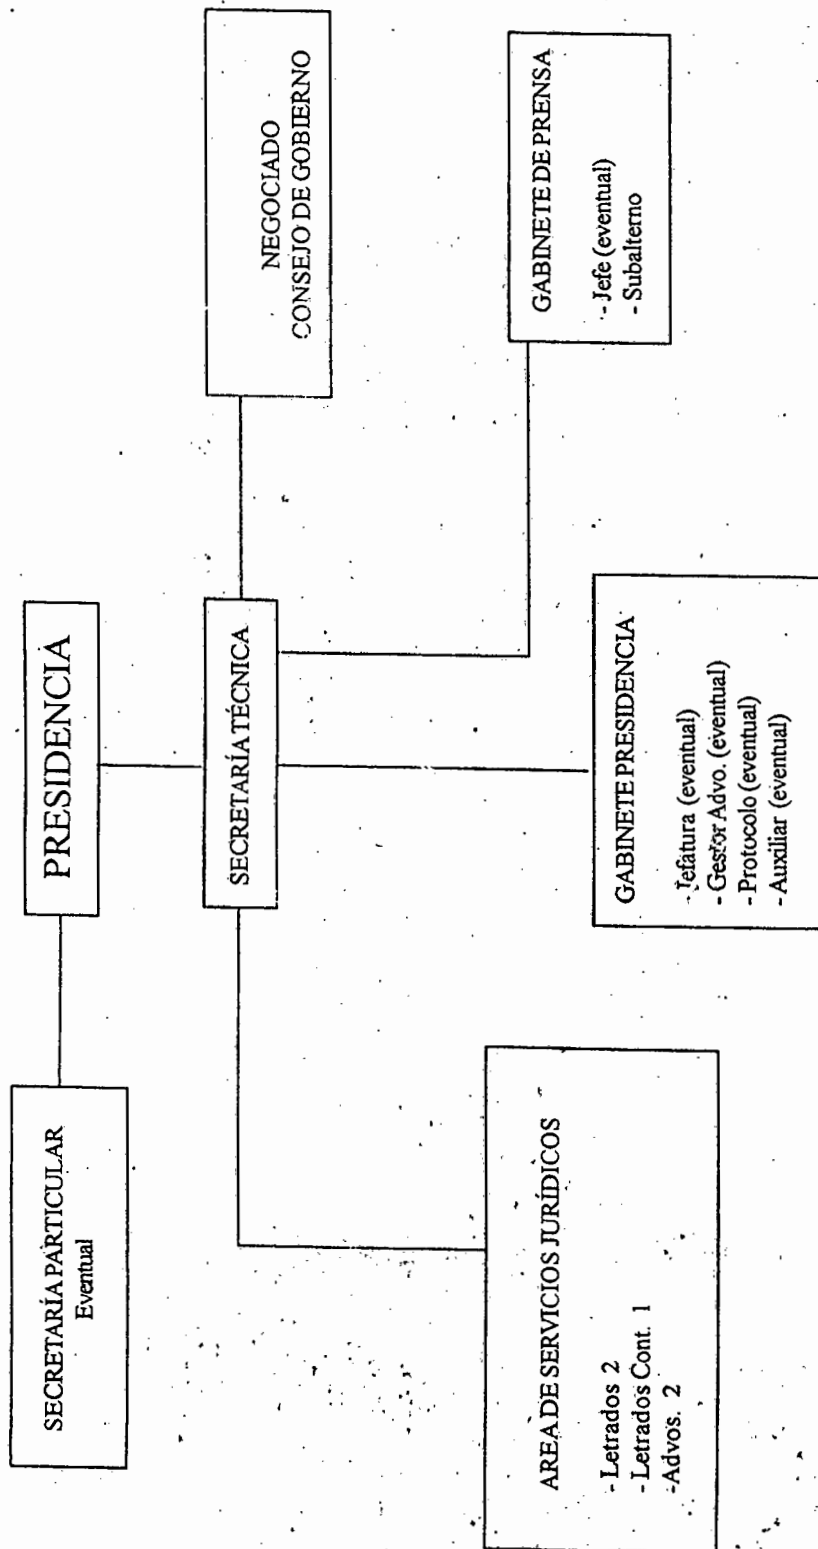 PRESIDENCIA
SECRETARÍA PARTICULAR
Eventual
SECRETARÍA TÉCNICA
NEGOCIADO
CONSEJO DE GOBIERNO
AREA DE SERVICIOS JURÍDICOS
- Letrados 2
- Letrados Cont. 1
- Advos. 2
GABINETE PRESIDENCIA
- Jefatura (eventual)
- Gestor Advo. (eventual)
- Protocolo (eventual)
- Auxiliar (eventual)
GABINETE DE PRENSA
- Jefe (eventual)
- Subalterno